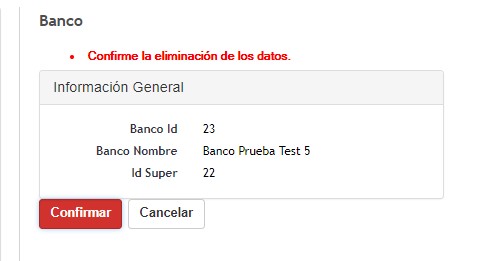 Banco
• Confirme la eliminación de los datos.
Información General
Banco Id 23
Banco Nombre Banco Prueba Test 5
Id Super 22
Confirmar Cancelar